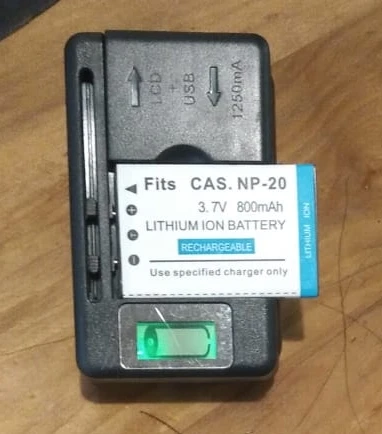 LCD
+
USB
1250mA
Fits CAS. NP-20
3.7V 800mAh
LITHIUM ION BATTERY
RECHARGEABLE
Use specified charger only
LITHIUM ION